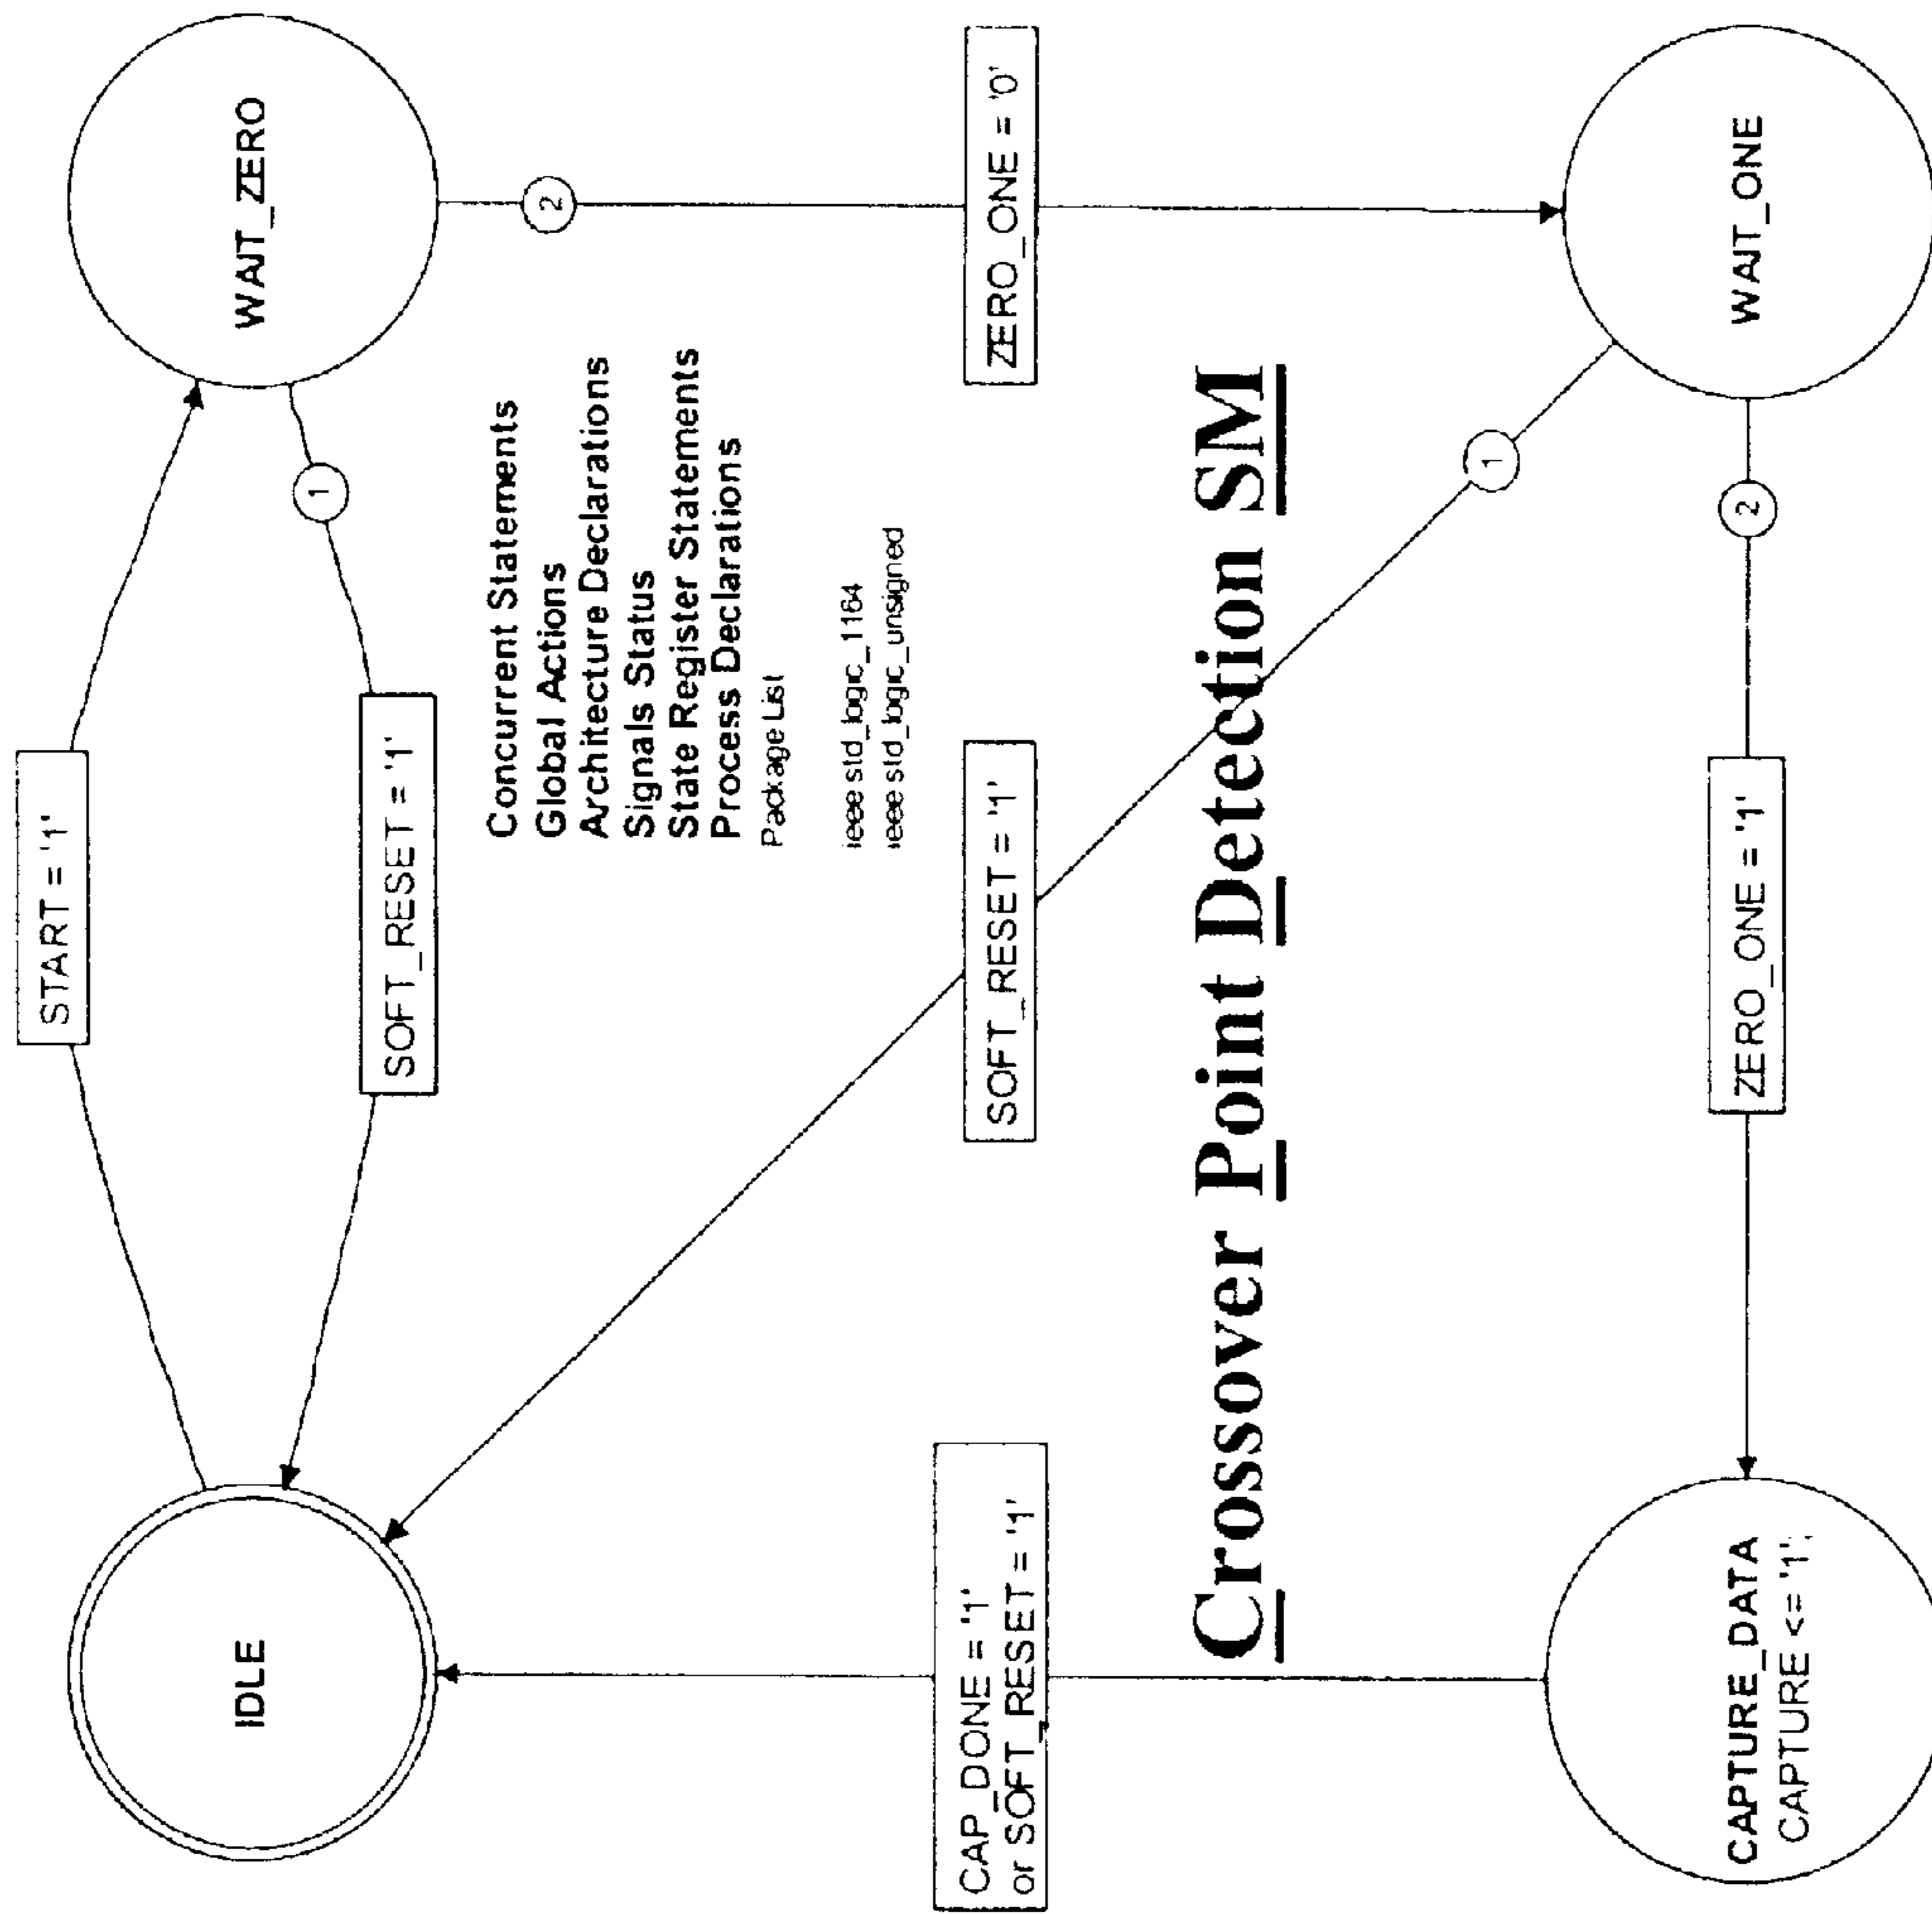 START = '1'
IDLE
WAIT_ZERO
1
SOFT_RESET = '1'
Concurrent Statements
Global Actions
2
Architecture Declarations
Signals Status
State Register Statements
Process Declarations
Package List
ieee std_logic_1164
ieee std_logic_unsigned
CAP_DONE = '1'
or SOFT_RESET = '1'
SOFT_RESET = '1'
ZERO_ONE = '0'
Crossover Point Detection SM
1
CAPTURE_DATA
CAPTURE <= '1';
ZERO_ONE = '1'
2
WAIT_ONE